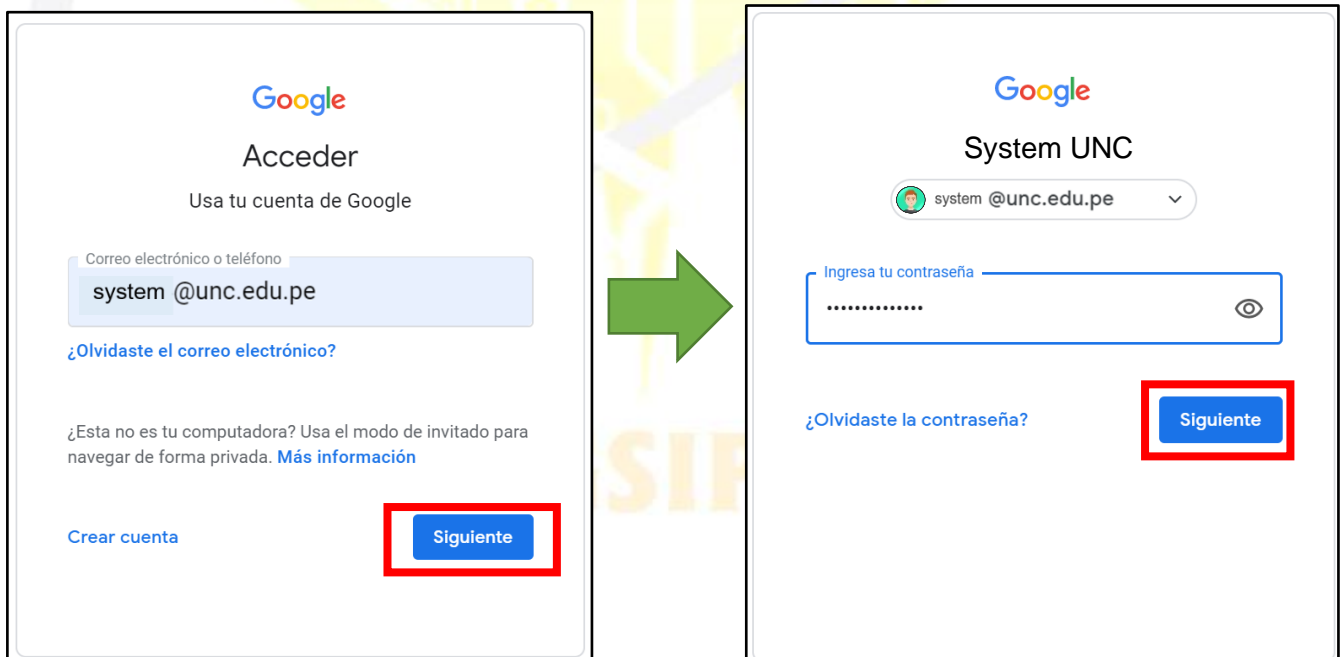 Google
Acceder
Usa tu cuenta de Google
Correo electrónico o teléfono
system @unc.edu.pe
¿Olvidaste el correo electrónico?
¿Esta no es tu computadora? Usa el modo de invitado para
navegar de forma privada. Más información
Crear cuenta
Siguiente
Google
System UNC
system @unc.edu.pe
Ingresa tu contraseña
••••••••••••••
¿Olvidaste la contraseña?
Siguiente